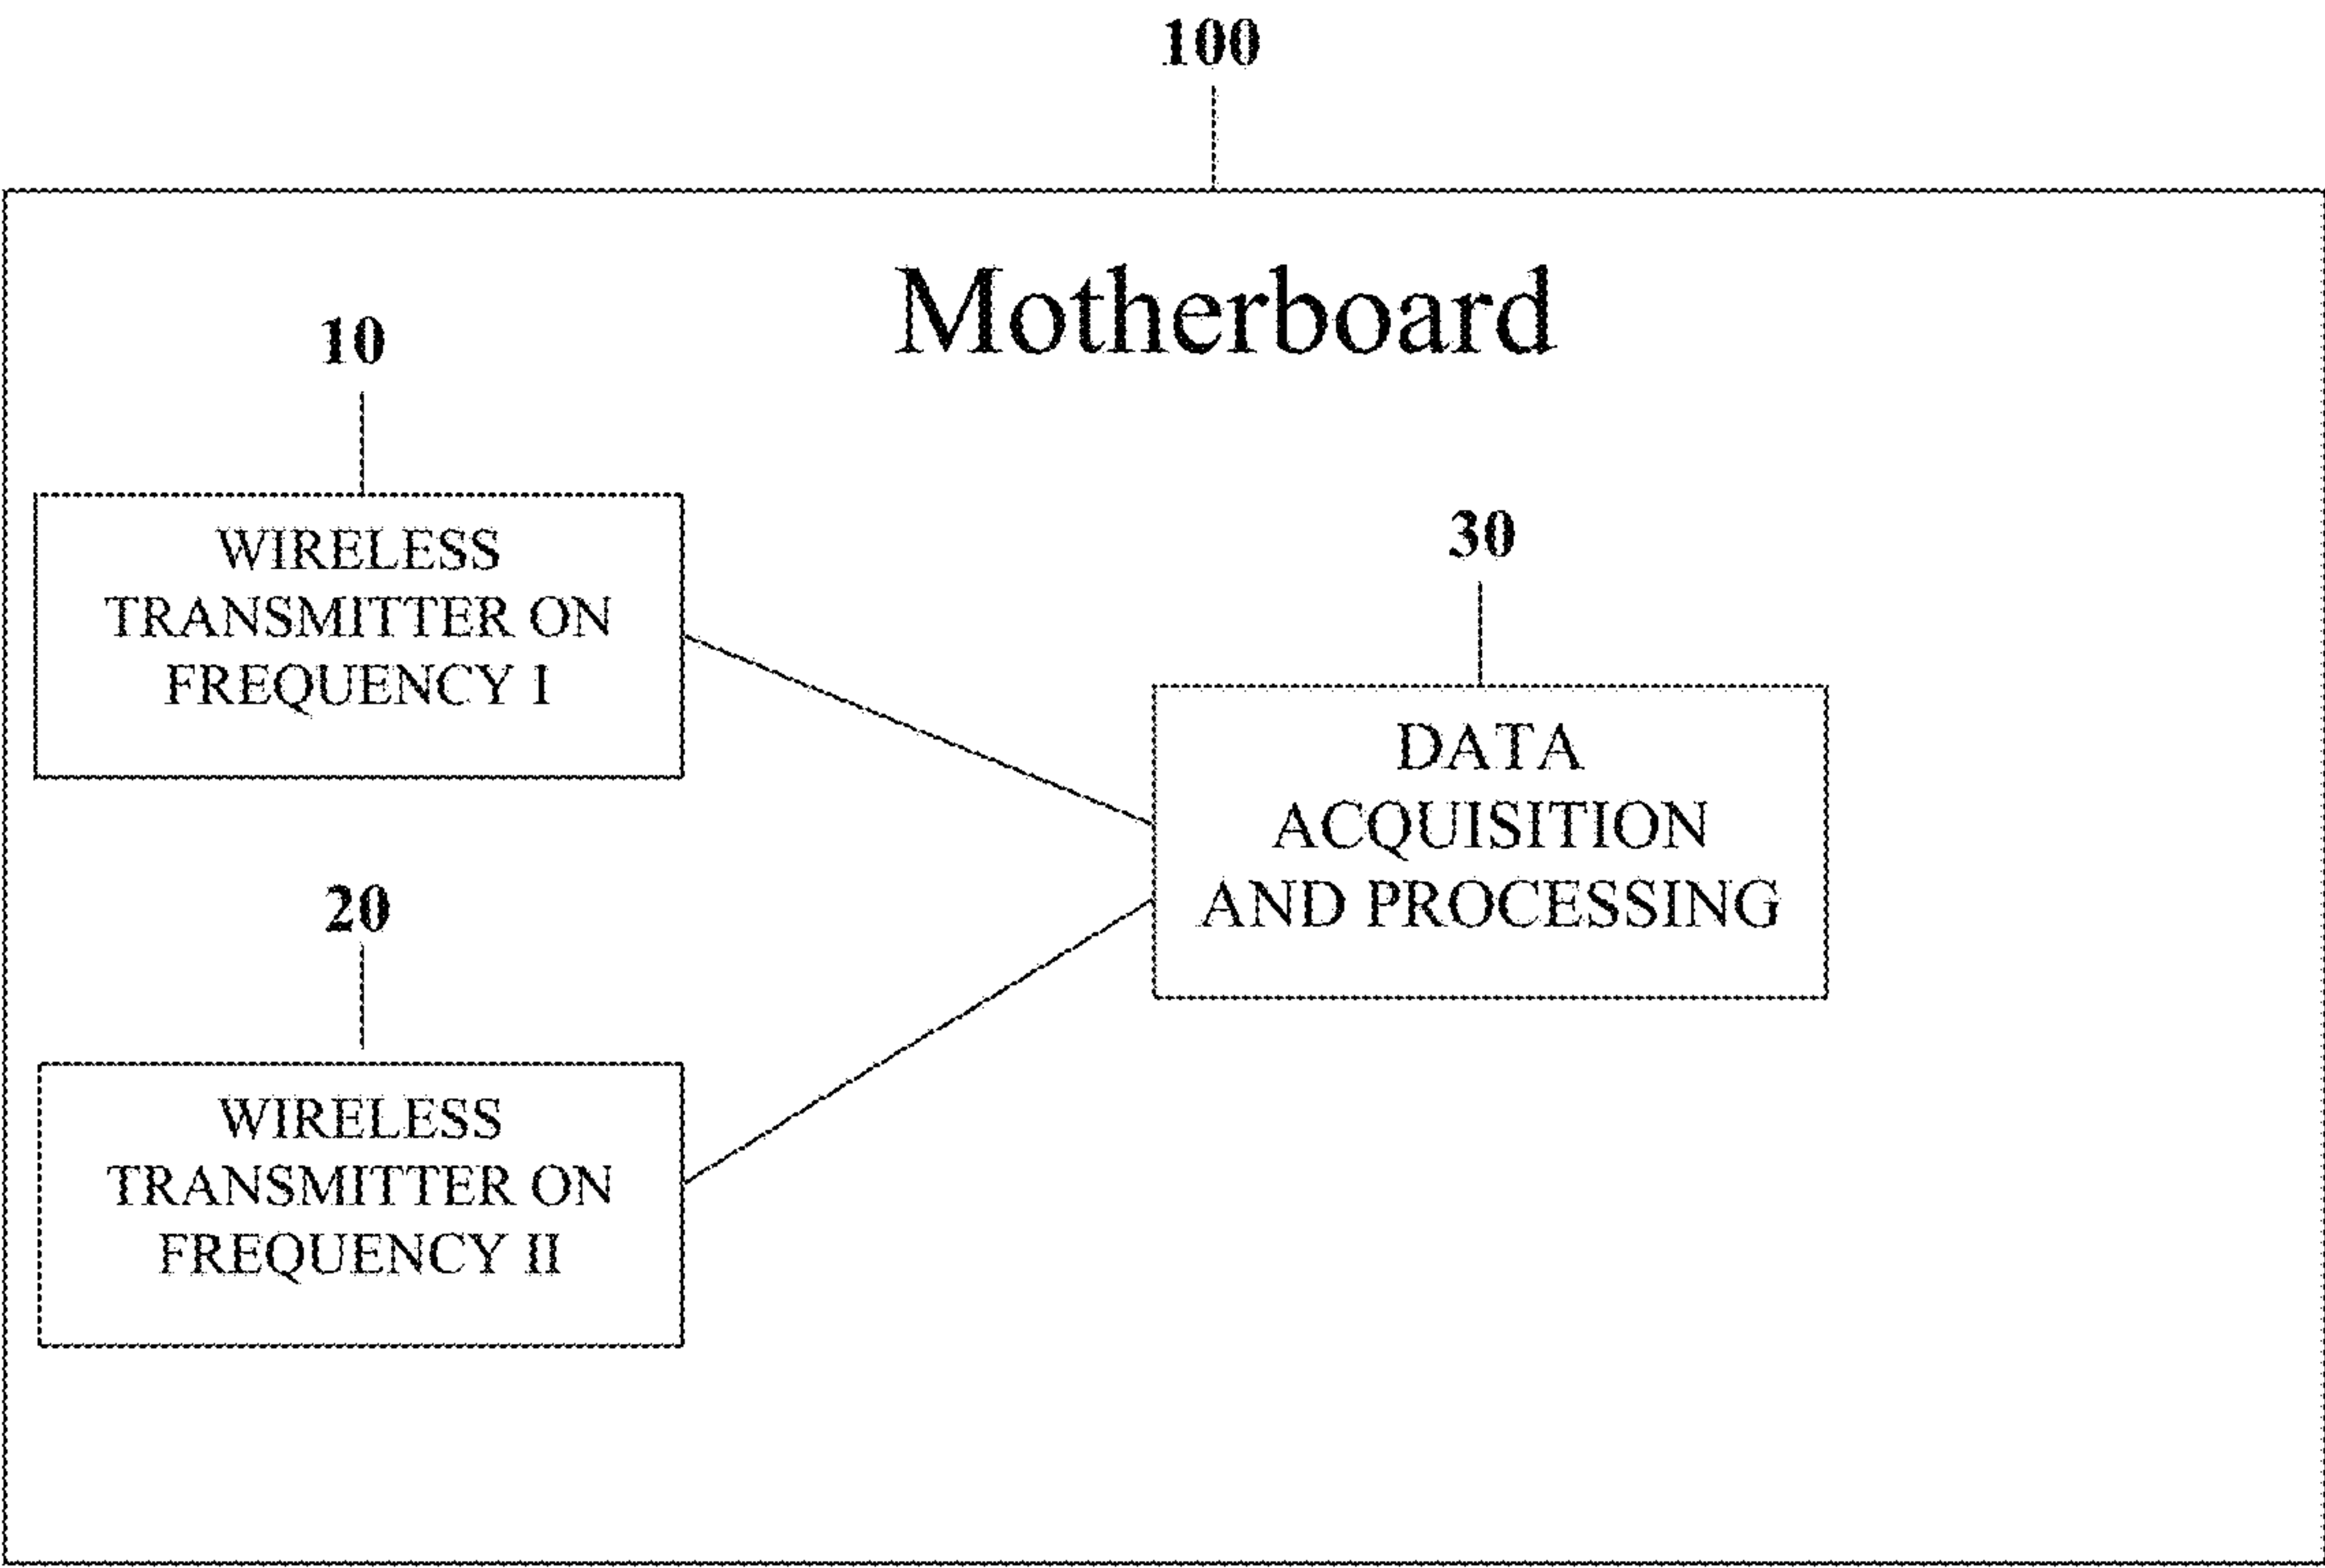 100
Motherboard
10
WIRELESS
TRANSMITTER ON
FREQUENCY I
30
DATA
ACQUISITION
AND PROCESSING
20
WIRELESS
TRANSMITTER ON
FREQUENCY II